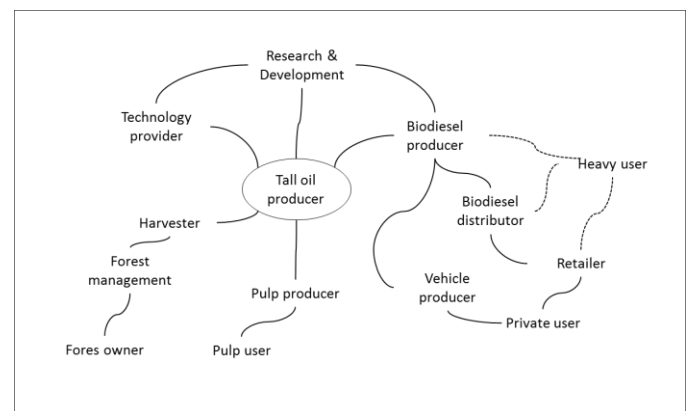 Research &
Development
Technology
provider
Biodiesel
producer
Heavy user
Tall oil
producer
Biodiesel
distributor
Harvester
Forest
management
Retailer
Vehicle
producer
Pulp producer
Private user
Fores owner
Pulp user